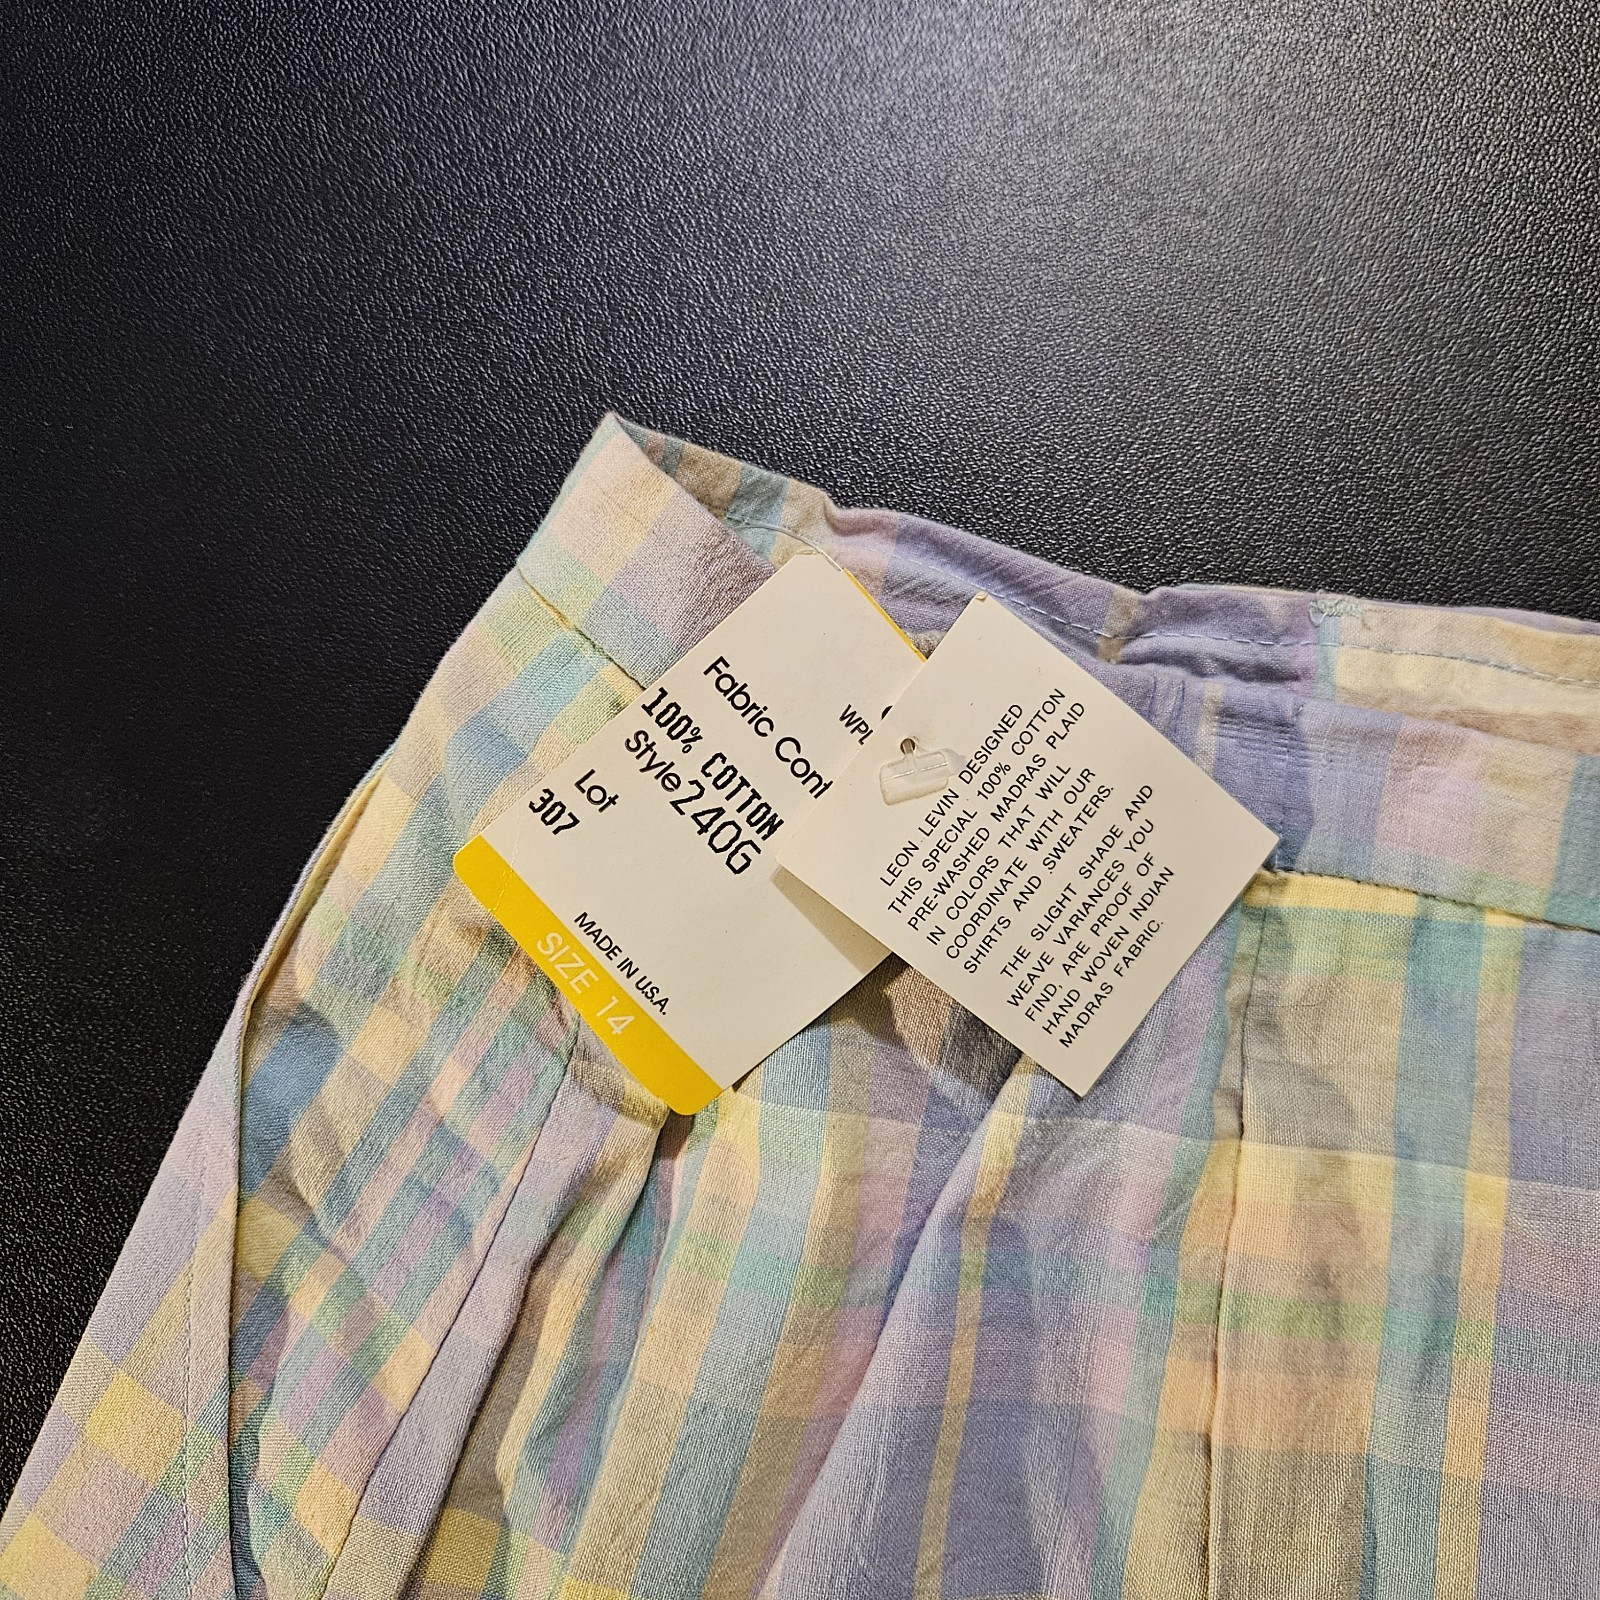 Fabric Cont
100% COTTON
Style 240G
Lot
307
MADE IN U.S.A.
SIZE 14
WPL
LEON LEVIN DESIGNED
THIS SPECIAL 100% COTTON
PRE-WASHED MADRAS PLAID
IN COLORS THAT WILL
COORDINATE WITH OUR
SHIRTS AND SWEATERS.
THE SLIGHT SHADE AND
WEAVE VARIANCES YOU
FIND, ARE PROOF OF
HAND WOVEN INDIAN
MADRAS FABRIC.